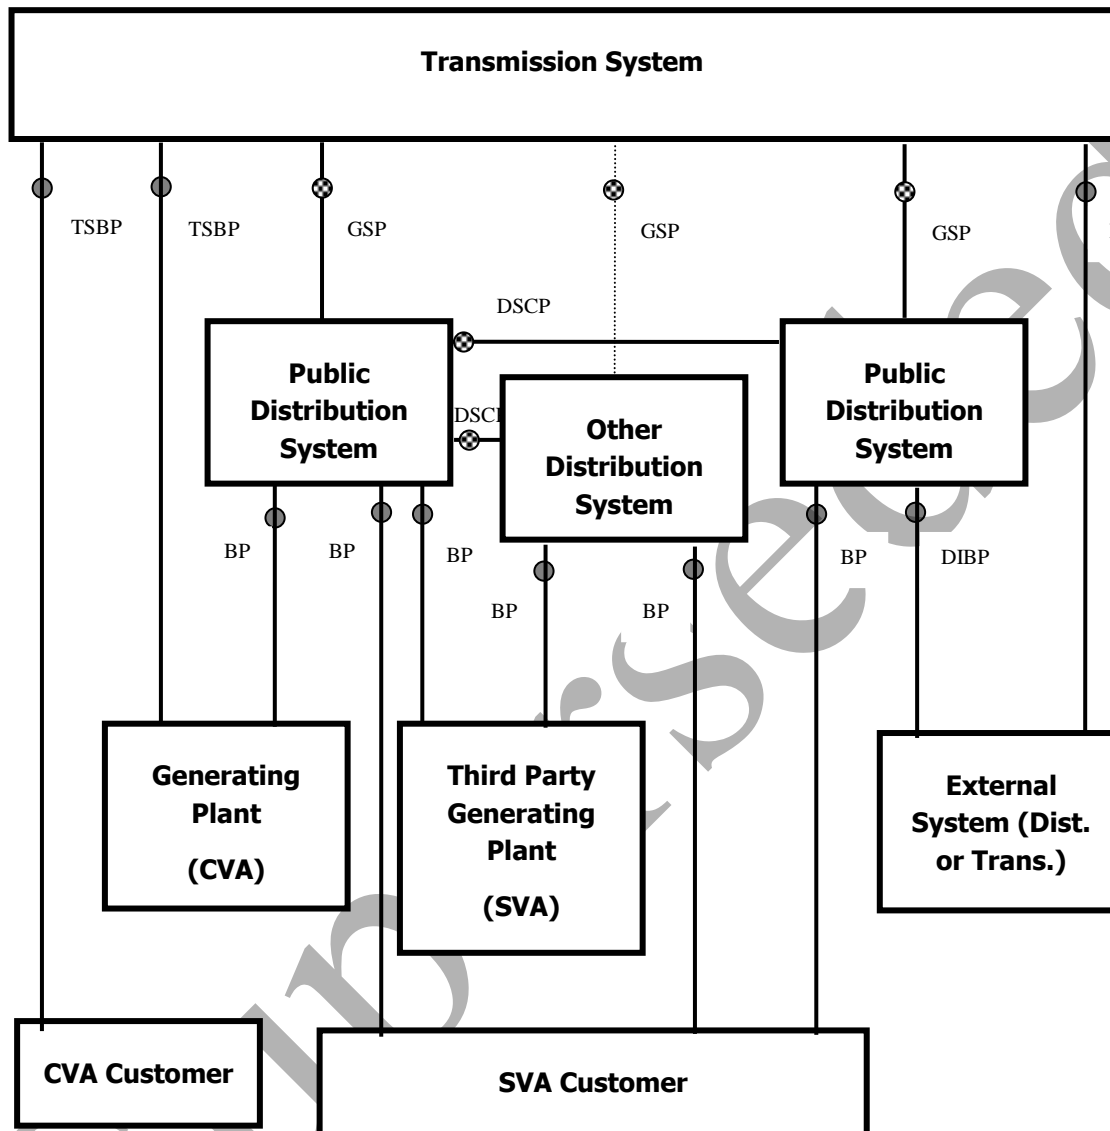 Transmission System
TSBP
TSBP
GSP
GSP
GSP
DSCP
Public
Distribution
System
DSCP
Other
Distribution
System
Public
Distribution
System
BP
BP
BP
BP
BP
BP
DIBP
Generating
Plant
(CVA)
Third Party
Generating
Plant
(SVA)
External
System (Dist.
or Trans.)
CVA Customer
SVA Customer